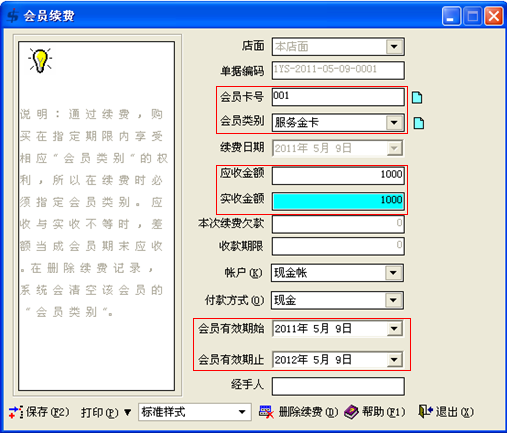 会员续费
说明：通过续费，购
买在指定期限内享受
相应"会员类别"的权
利，所以在续费时必
须指定会员类别。应
收与实收不等时，差
额当成会员期末应收
。在删除续费记录，
系统会清空该会员的
"会员类别"。
店面 本店面
单据编码 1YS-2011-05-09-0001
会员卡号 001
会员类别 服务金卡
续费日期 2011年 5月 9日
应收金额 1000
实收金额 1000
本次续费欠款 0
收款期限 0
帐户(K) 现金帐
付款方式(O) 现金
会员有效期始 2011年 5月 9日
会员有效期止 2012年 5月 9日
经手人
保存(F2) 打印(P) 标准样式 删除续费(D) 帮助(F1) 退出(X)